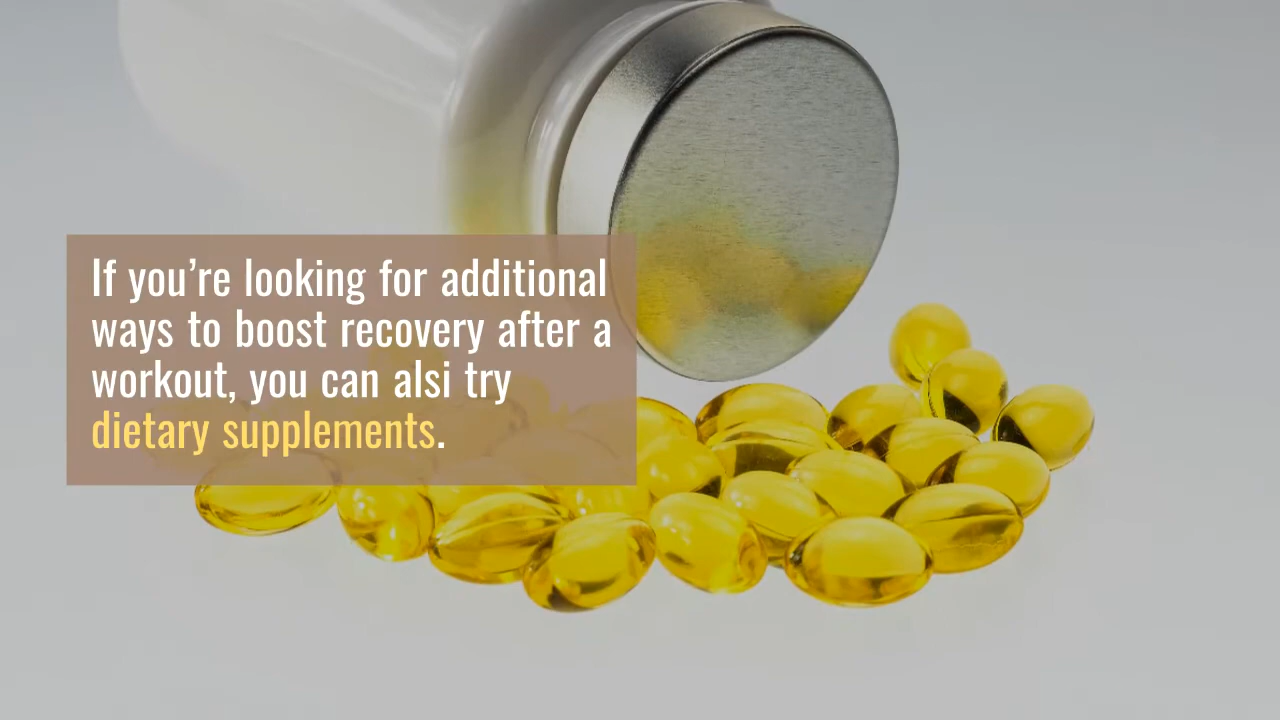 If you’re looking for additional
ways to boost recovery after a
workout, you can alsi try
dietary supplements.